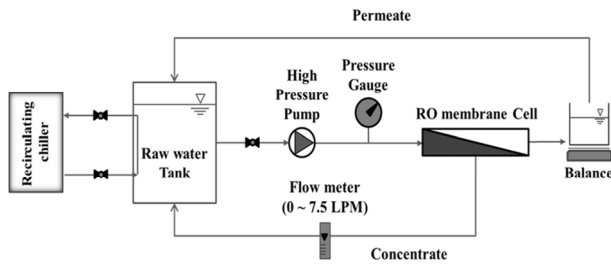 Permeate
Recirculating
chiller
Raw water
Tank
High
Pressure
Pump
Pressure
Gauge
RO membrane Cell
Balance
Flow meter
(0 ~ 7.5 LPM)
Concentrate